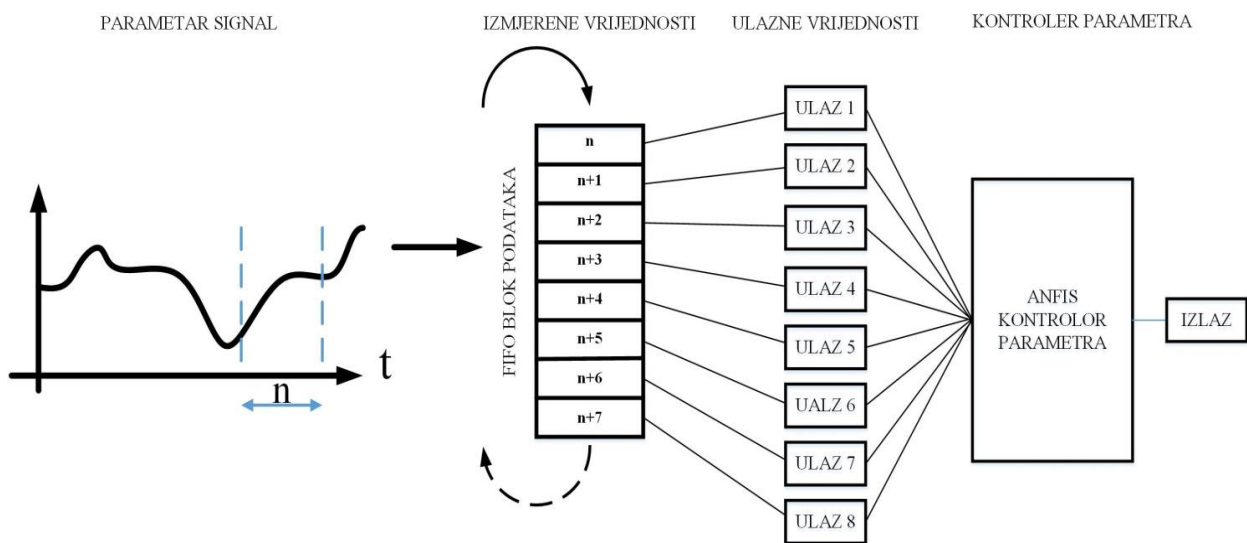 PARAMETAR SIGNAL
IZMJERENE VRIJEDNOSTI
ULAZNE VRIJEDNOSTI
KONTROLER PARAMETRA
t
n
FIFO BLOK PODATAKA
n
n+1
n+2
n+3
n+4
n+5
n+6
n+7
ULAZ 1
ULAZ 2
ULAZ 3
ULAZ 4
ULAZ 5
UALZ 6
ULAZ 7
ULAZ 8
ANFIS
KONTROLOR
PARAMETRA
IZLAZ